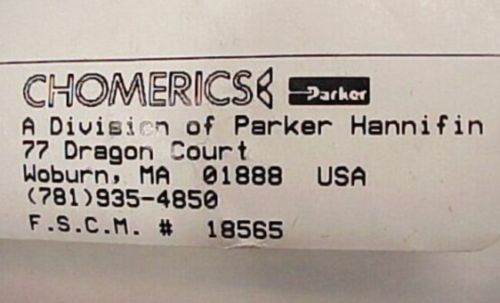 CHOMERICS Parker
A Division of Parker Hannifin
77 Dragon Court
Woburn, MA 01888 USA
(781)935-4850
F.S.C.M. # 18565